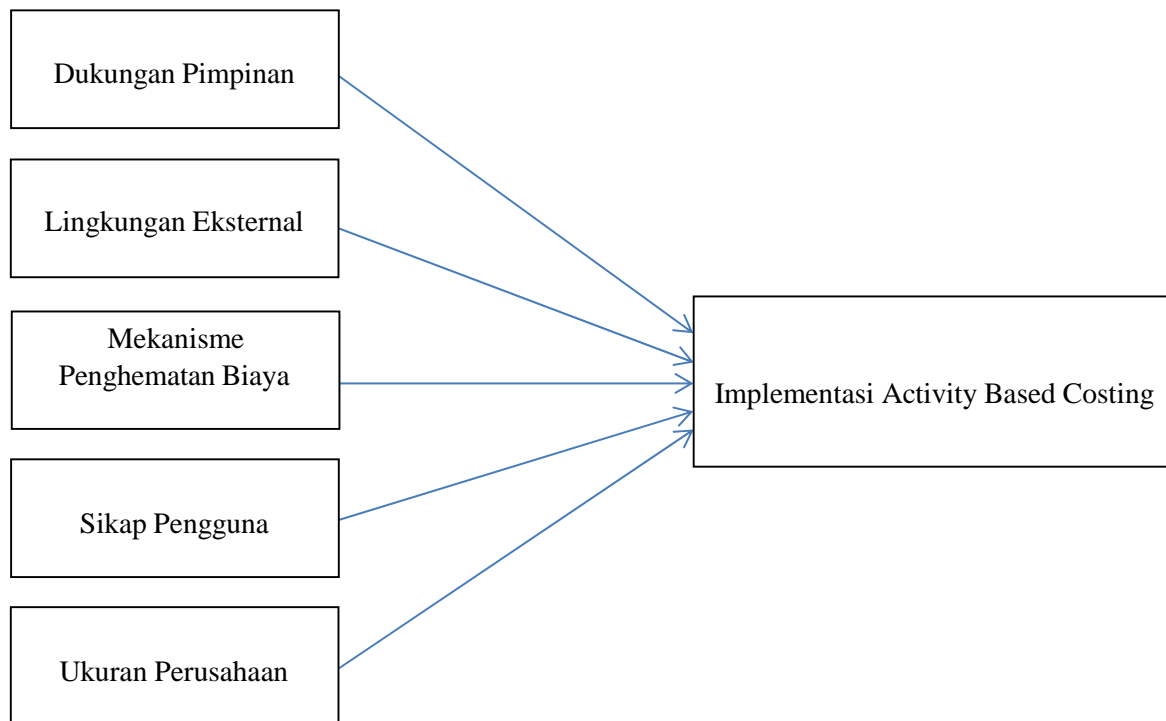 Dukungan Pimpinan
Lingkungan Eksternal
Mekanisme
Penghematan Biaya
Implementasi Activity Based Costing
Sikap Pengguna
Ukuran Perusahaan